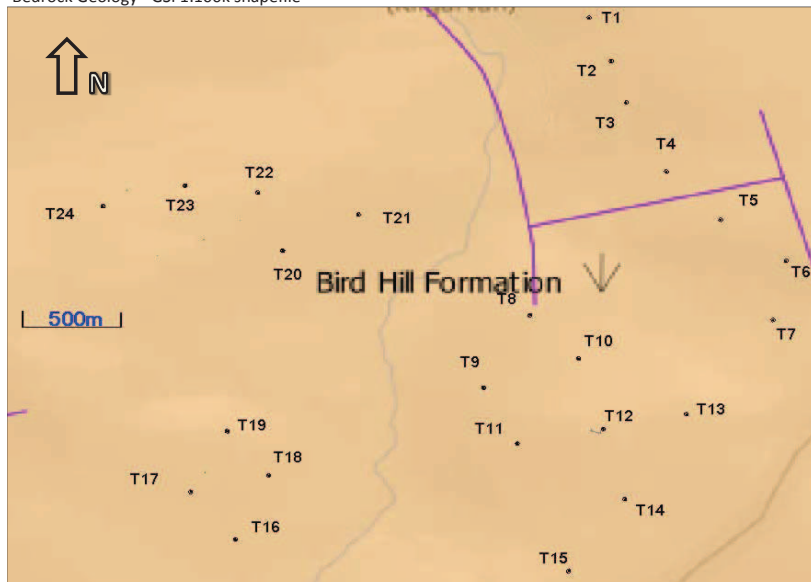 Bedrock Geology - GSI 1:100k shapefile
(Kilgarvan)
N
T1
T2
T3
T4
T5
T6
T7
T8
T9
T10
T11
T12
T13
T14
T15
T16
T17
T18
T19
T20
T21
T22
T23
T24
Bird Hill Formation
500m